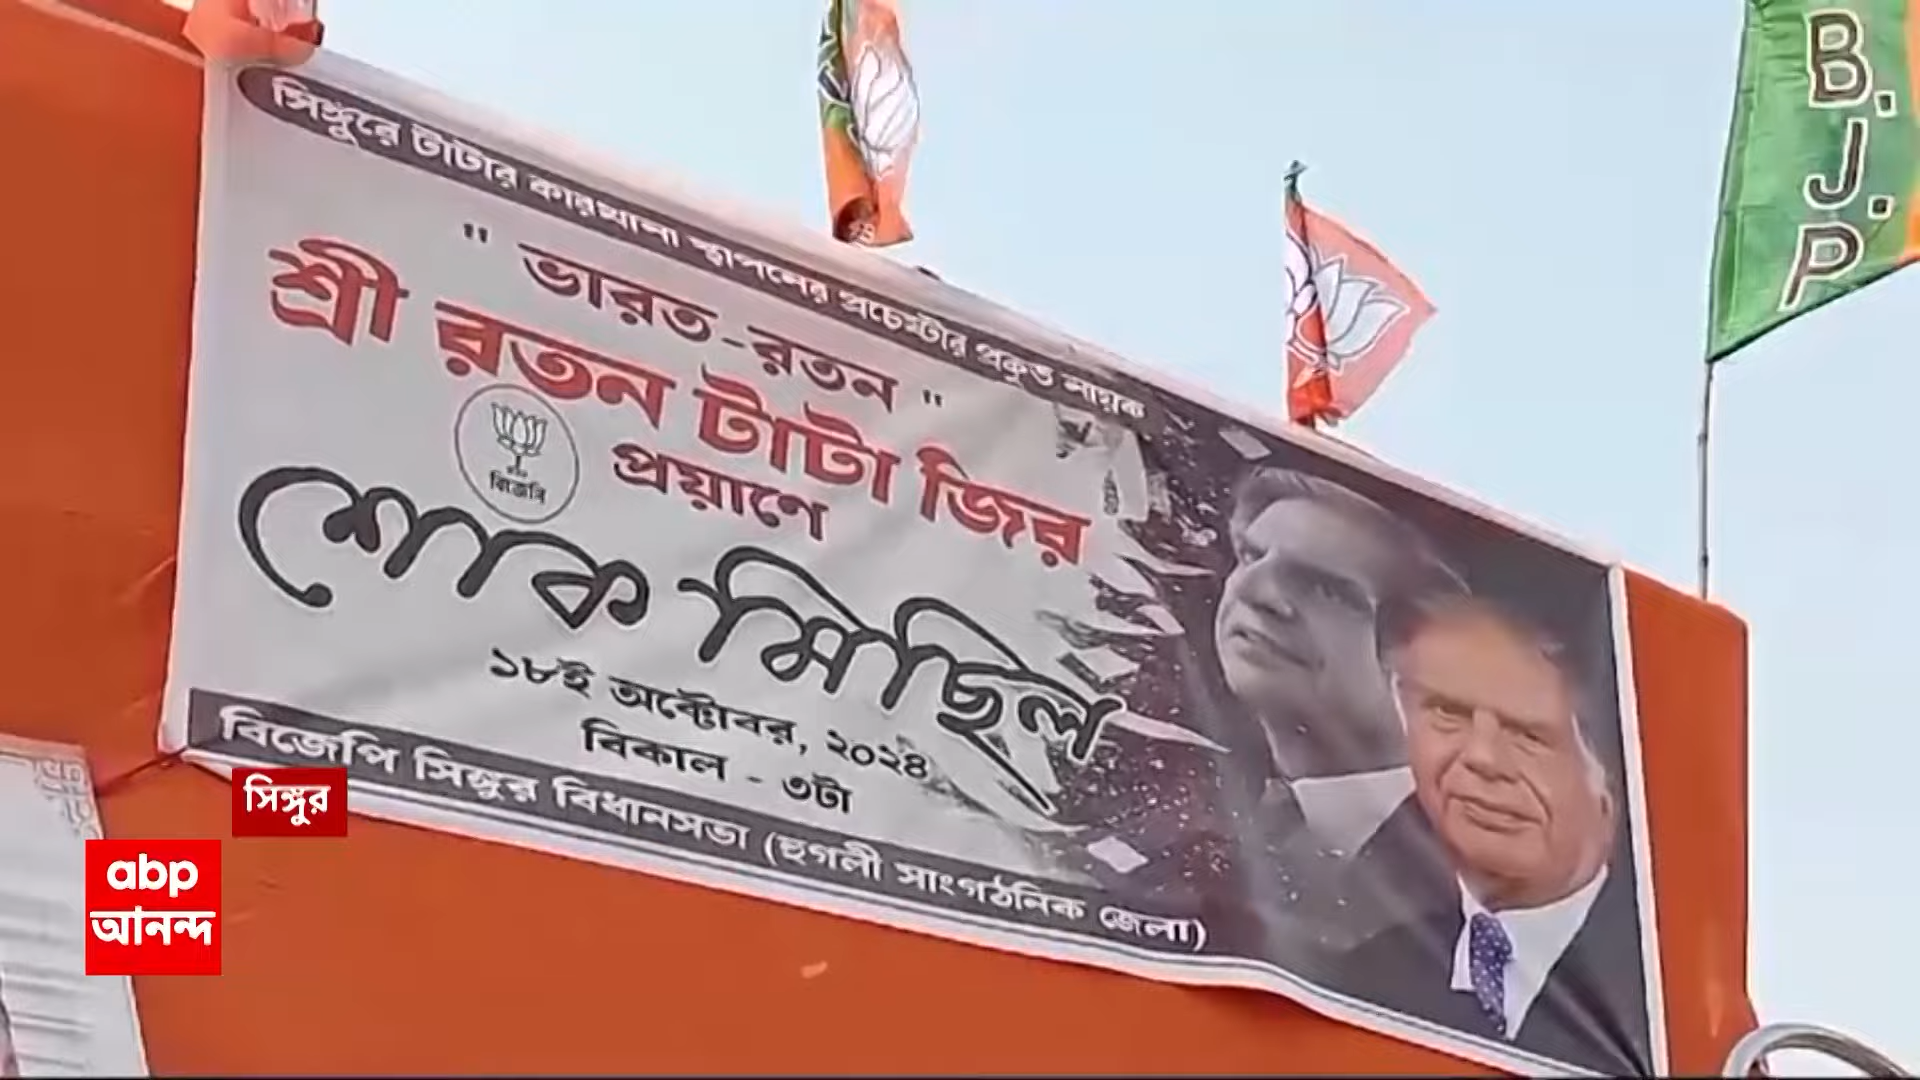 সিঙ্গুরে টাটার কারখানা স্থাপনের প্রচেষ্টার প্রকৃত নায়ক
" ভারত-রতন "
শ্রী রতন টাটা জির
প্রয়াণে
বিজেপি
শোক মিছিল
১৮ই অক্টোবর, ২০২৪
বিকাল - ৩টা
বিজেপি সিঙ্গুর বিধানসভা (হুগলী সাংগঠনিক জেলা)
B.J.P
সিঙ্গুর
abp
আনন্দ